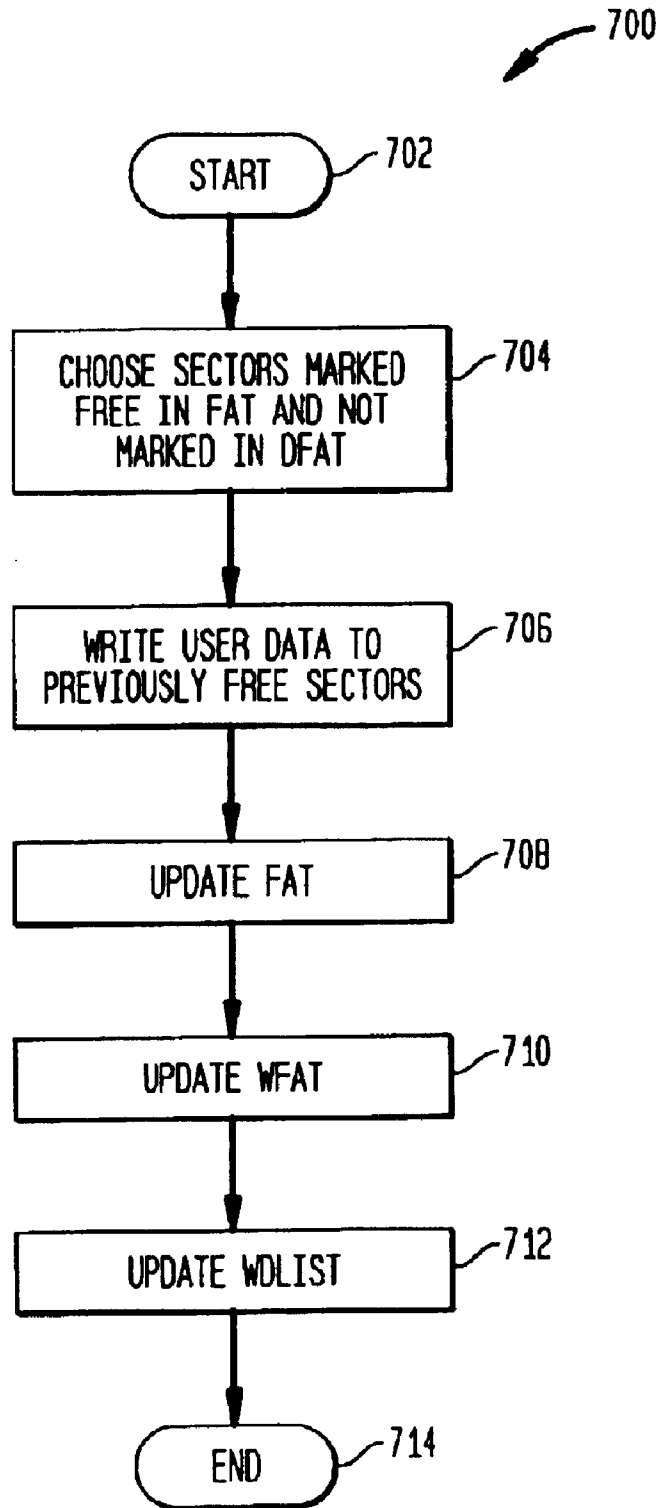 700
START
702
CHOOSE SECTORS MARKED
FREE IN FAT AND NOT
MARKED IN DFAT
704
WRITE USER DATA TO
PREVIOUSLY FREE SECTORS
706
UPDATE FAT
708
UPDATE WFAT
710
UPDATE WDLIST
712
END
714